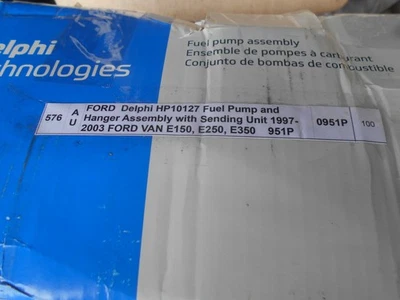 elphi
chnologies
Fuel pump assembly
Ensemble de pompes à carburant
Conjunto de bombas de combustible
576
A
U
FORD Delphi HP10127 Fuel Pump and
Hanger Assembly with Sending Unit 1997-
2003 FORD VAN E150, E250, E350 951P
0951P
100